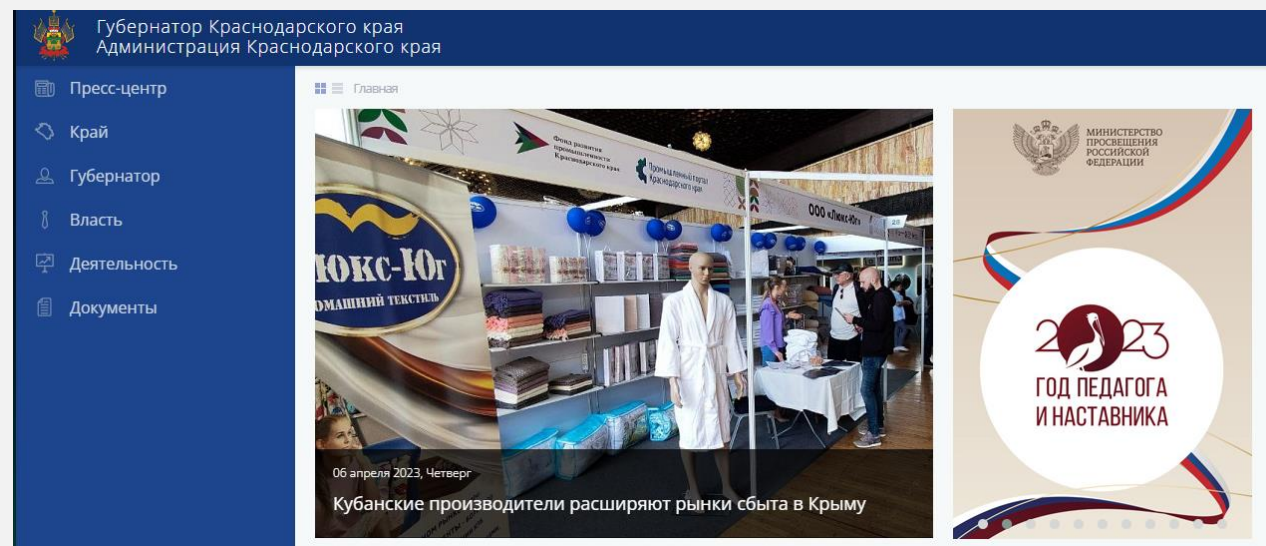 Губернатор Краснодарского края
Администрация Краснодарского края
Пресс-центр
Край
Губернатор
Власть
Деятельность
Документы
Главная
Фонд развития
промышленности
Краснодарского края
Промышленный портал
Краснодарского края
ООО «Люкс-Юг»
28
юкс-Юг
ОМАШНИЙ ТЕКСТИЛЬ
06 апреля 2023, Четверг
Кубанские производители расширяют рынки сбыта в Крыму
МИНИСТЕРСТВО
ПРОСВЕЩЕНИЯ
РОССИЙСКОЙ
ФЕДЕРАЦИИ
2023
ГОД ПЕДАГОГА
И НАСТАВНИКА